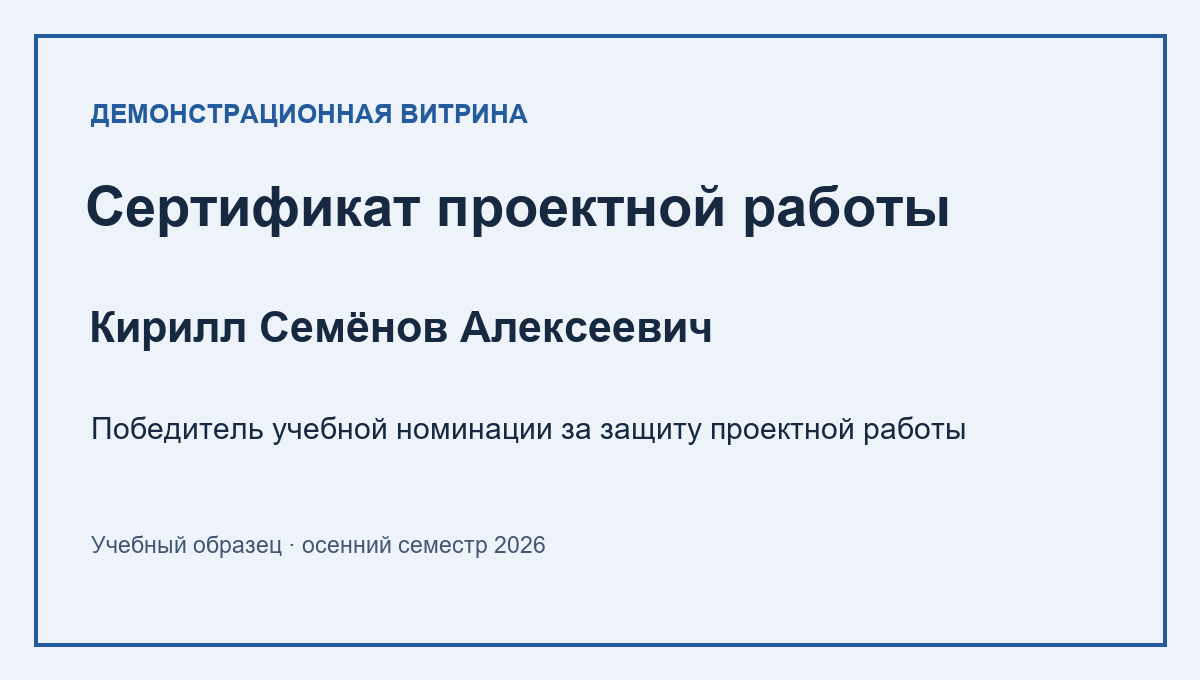 ДЕМОНСТРАЦИОННАЯ ВИТРИНА
Сертификат проектной работы
Кирилл Семёнов Алексеевич
Победитель учебной номинации за защиту проектной работы
Учебный образец · осенний семестр 2026